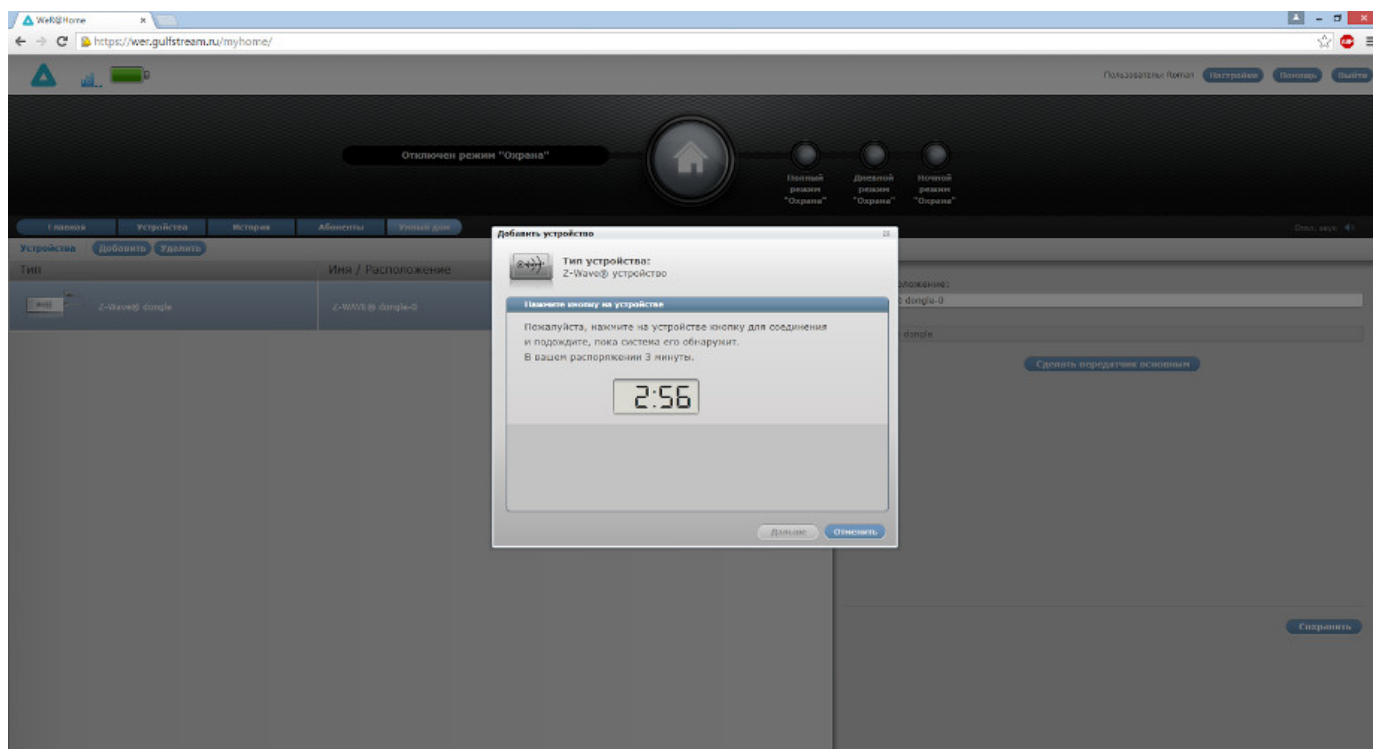 WeR@Home
https://wer.gulfstream.ru/myhome/
Пользователь: Roman Настройки Помощь Выйти
Отключен режим "Охрана"
Полный режим "Охрана"
Дневной режим "Охрана"
Ночной режим "Охрана"
Главная Устройства История Абоненты Умный дом
Откл. звук
Устройства Добавить Удалить
Тип Имя / Расположение
Z-Wave® dongle Z-WAVE® dongle-0
Добавить устройство
Тип устройства:
Z-Wave® устройство
Нажмите кнопку на устройстве
Пожалуйста, нажмите на устройстве кнопку для соединения
и подождите, пока система его обнаружит.
В вашем распоряжении 3 минуты.
2:56
Дальше Отменить
dongle-0
dongle
Сделать передатчик основным
Сохранить